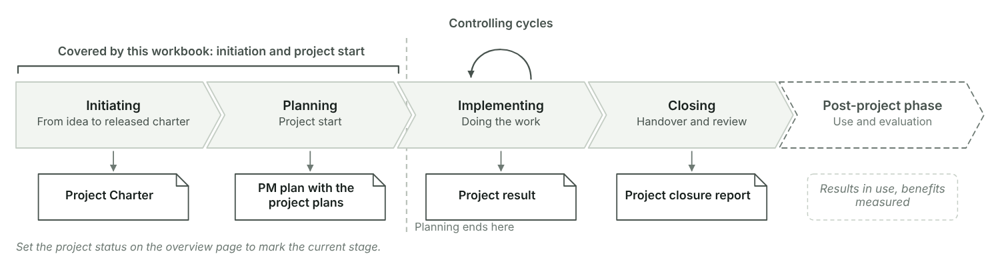 Controlling cycles
Covered by this workbook: initiation and project start
Initiating
From idea to released charter
Planning
Project start
Implementing
Doing the work
Closing
Handover and review
Post-project phase
Use and evaluation
Project Charter
PM plan with the
project plans
Project result
Project closure report
Results in use, benefits
measured
Planning ends here
Set the project status on the overview page to mark the current stage.